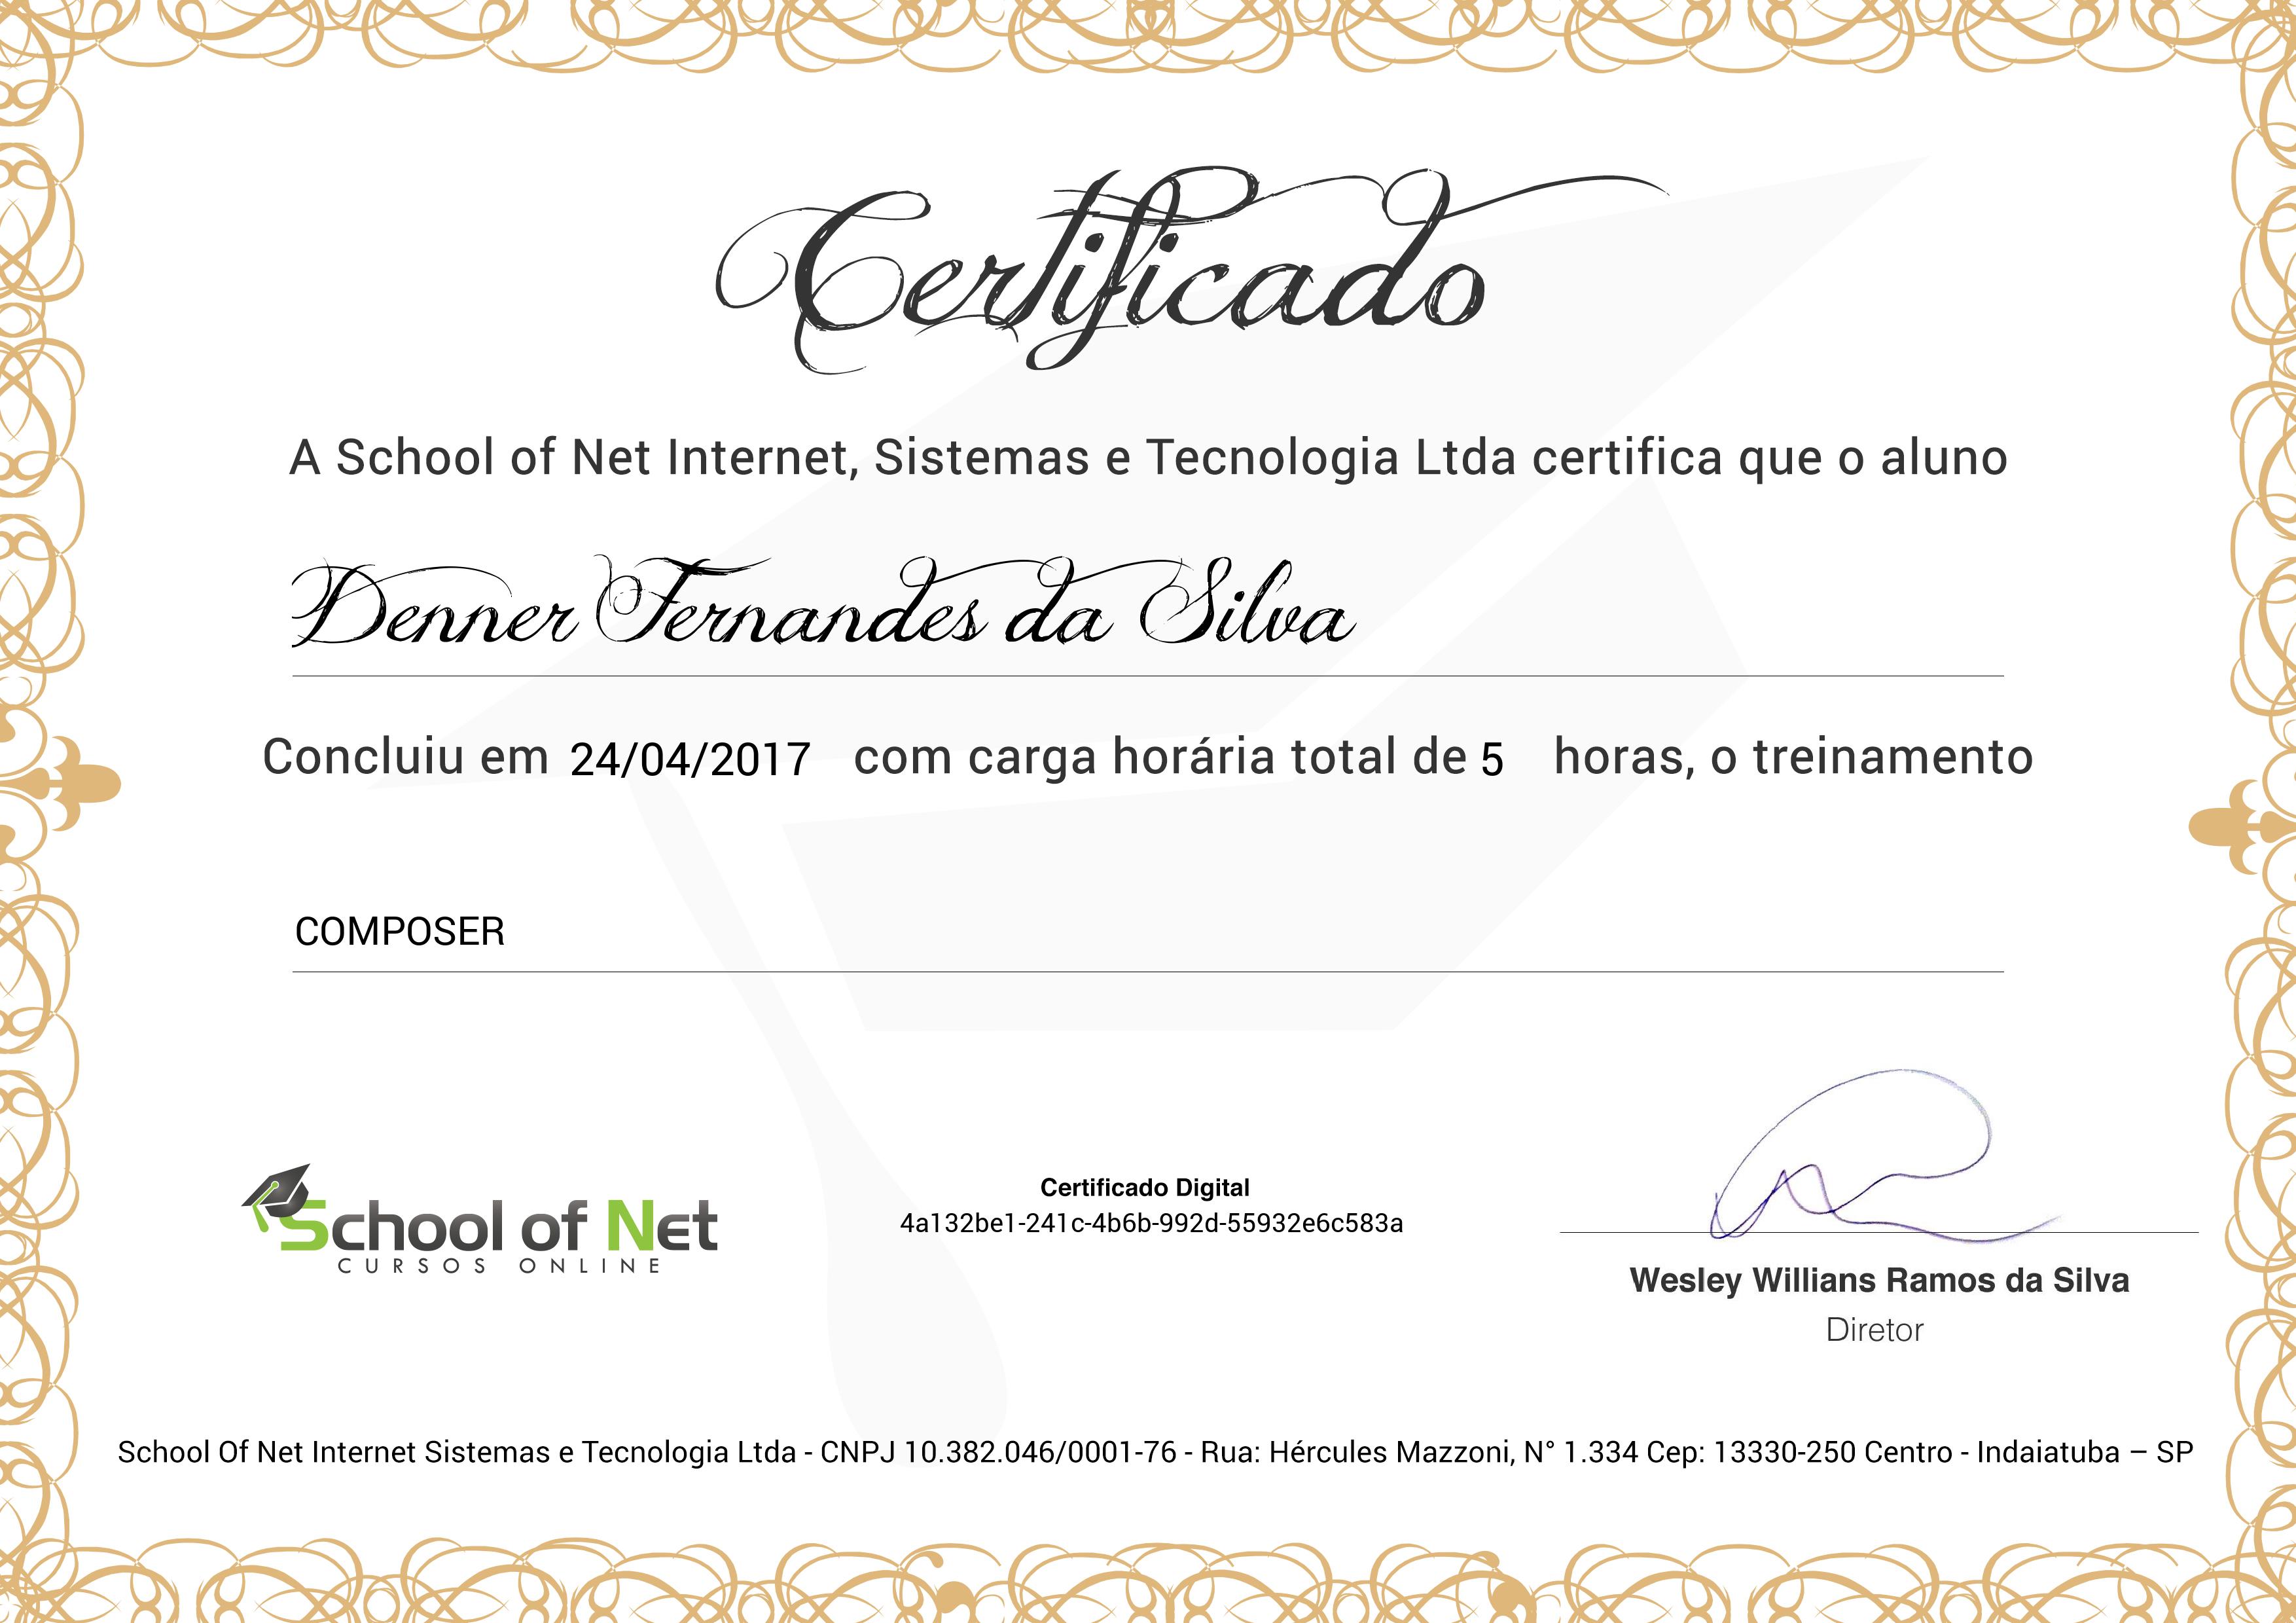 Certificado
A School of Net Internet, Sistemas e Tecnologia Ltda certifica que o aluno
Denner Fernandes da Silva
Concluiu em 24/04/2017 com carga horária total de 5 horas, o treinamento
COMPOSER
School of Net
CURSOS ONLINE
Certificado Digital
4a132be1-241c-4b6b-992d-55932e6c583a
Wesley Willians Ramos da Silva
Diretor
School Of Net Internet Sistemas e Tecnologia Ltda - CNPJ 10.382.046/0001-76 - Rua: Hércules Mazzoni, N° 1.334 Cep: 13330-250 Centro - Indaiatuba – SP